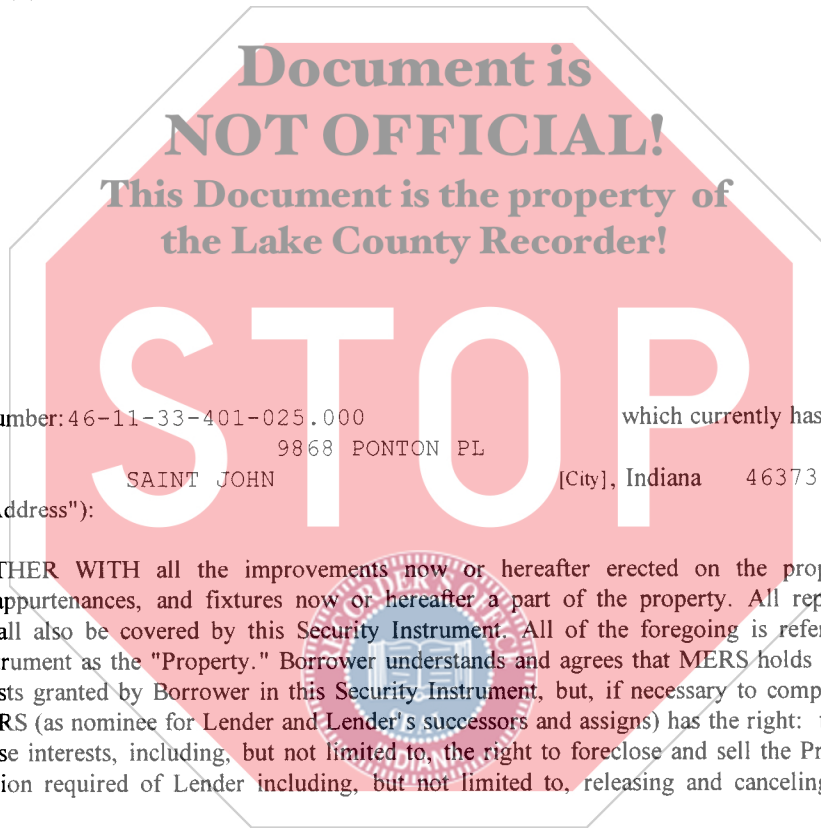 Document is
NOT OFFICIAL!
This Document is the property of
the Lake County Recorder!
STOP
umber: 46-11-33-401-025.000 which currently has
9868 PONTON PL
SAINT JOHN [City], Indiana 46373
Address"):
THER WITH all the improvements now or hereafter erected on the prop
appurtenances, and fixtures now or hereafter a part of the property. All rep
all also be covered by this Security Instrument. All of the foregoing is refer
rument as the "Property." Borrower understands and agrees that MERS holds
sts granted by Borrower in this Security Instrument, but, if necessary to comp
RS (as nominee for Lender and Lender's successors and assigns) has the right:
se interests, including, but not limited to, the right to foreclose and sell the Pr
ion required of Lender including, but not limited to, releasing and canceling
RECORDER'S OFFICE
INDIANA